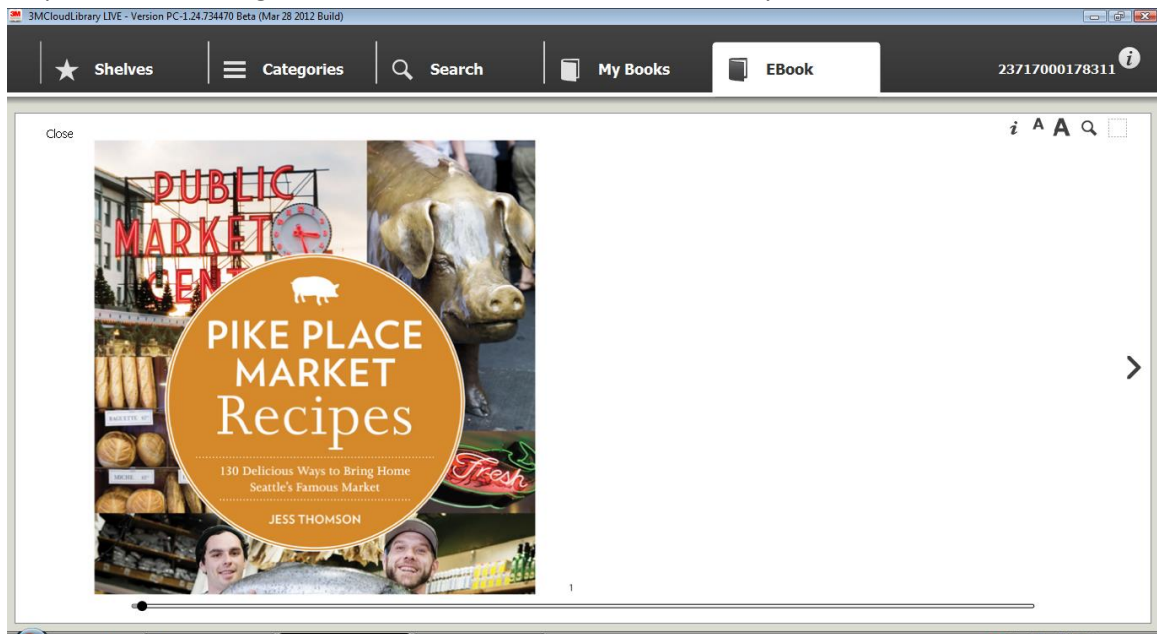 3MCloudLibrary LIVE - Version PC-1.24.734470 Beta (Mar 28 2012 Build)
Shelves
Categories
Search
My Books
EBook
23717000178311
i
Close
i A A
PUBLIC
MARKET
CENT
PIKE PLACE
MARKET
Recipes
130 Delicious Ways to Bring Home
Seattle's Famous Market
JESS THOMSON
Fresh
1